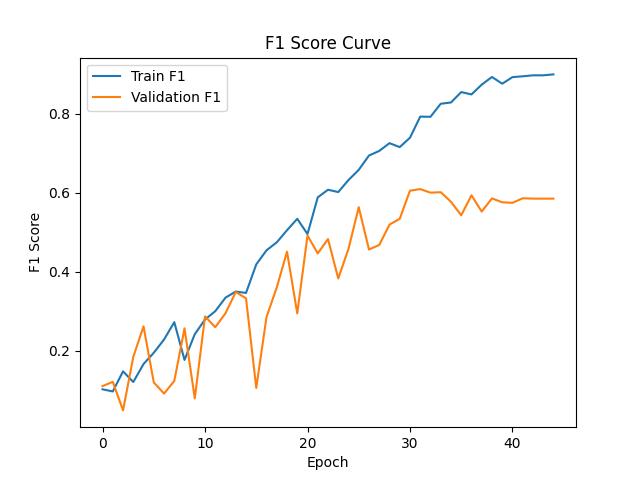 F1 Score Curve
Train F1
Validation F1
F1 Score
0.8
0.6
0.4
0.2
0 10 20 30 40
Epoch